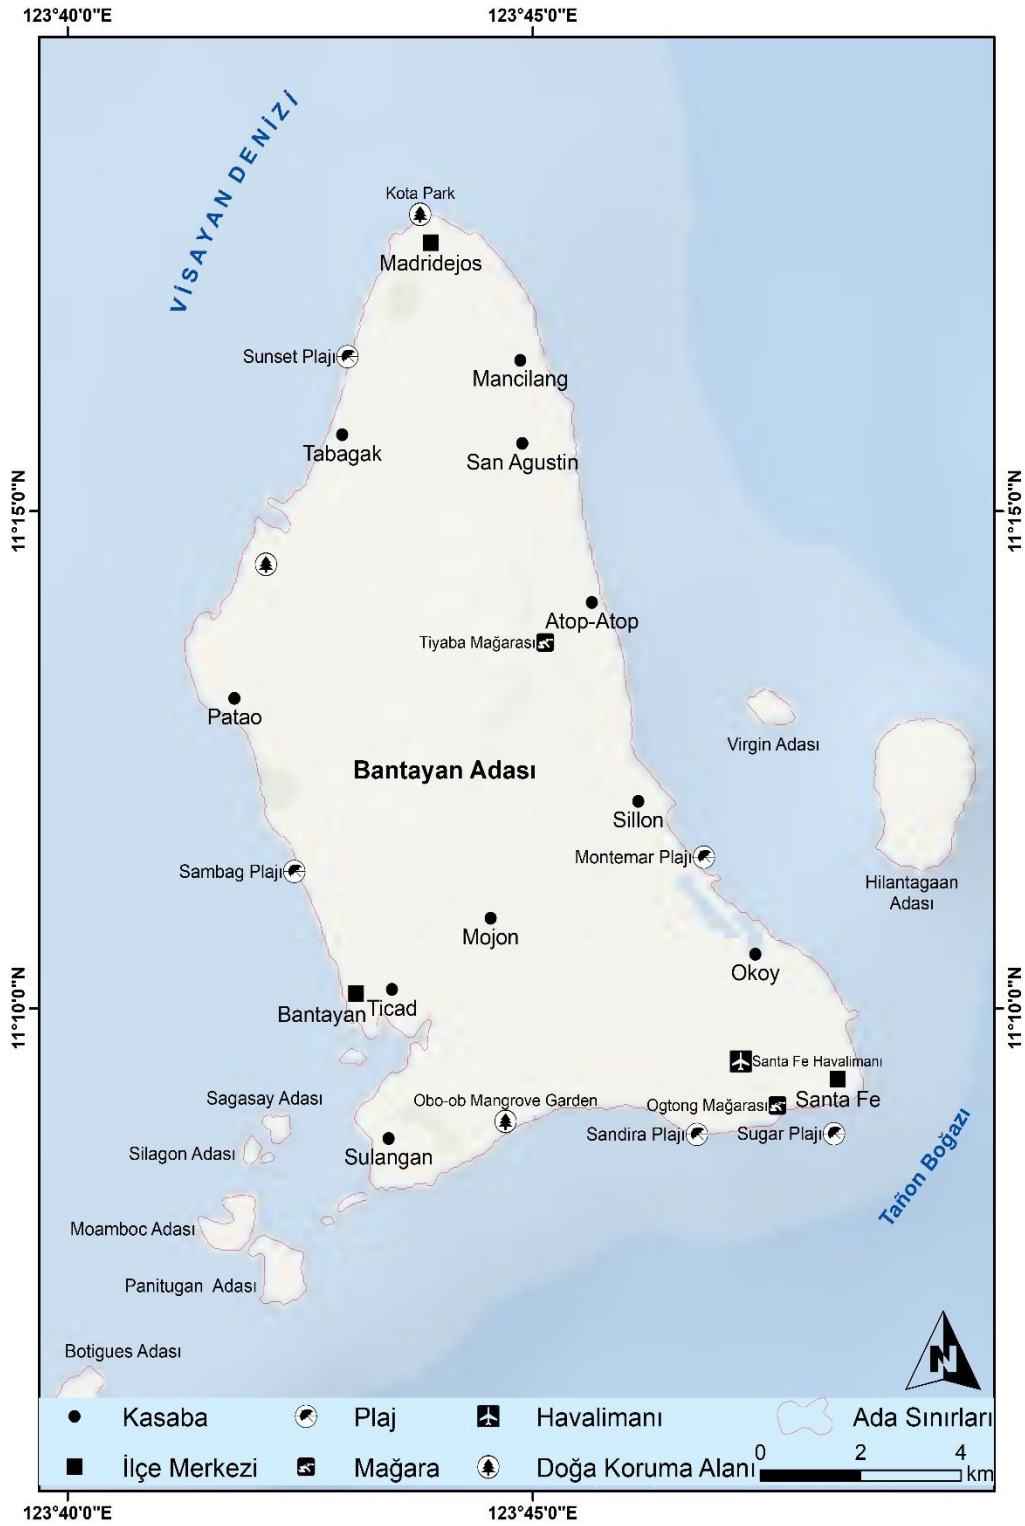 123°40'0"E
123°45'0"E
VİSAYAN DENİZİ
Kota Park
Madridejos
Sunset Plajı
Mancilang
Tabagak
San Agustin
11°15'0"N
11°15'0"N
Atop-Atop
Tiyaba Mağarası
Patao
Virgin Adası
Bantayan Adası
Sillon
Montemar Plajı
Sambag Plajı
Hilantagaan
Adası
Mojon
Okoy
11°10'0"N
11°10'0"N
Bantayan
Ticad
Santa Fe Havalimanı
Santa Fe
Sagasay Adası
Obo-ob Mangrove Garden
Ogtong Mağarası
Sandira Plajı
Sugar Plajı
Silagon Adası
Sulangan
Tañon Boğazı
Moamboc Adası
Panitugan Adası
Botigues Adası
N
Kasaba
Plaj
Havalimanı
Ada Sınırları
İlçe Merkezi
Mağara
Doğa Koruma Alanı
0 2 4
km
123°40'0"E
123°45'0"E